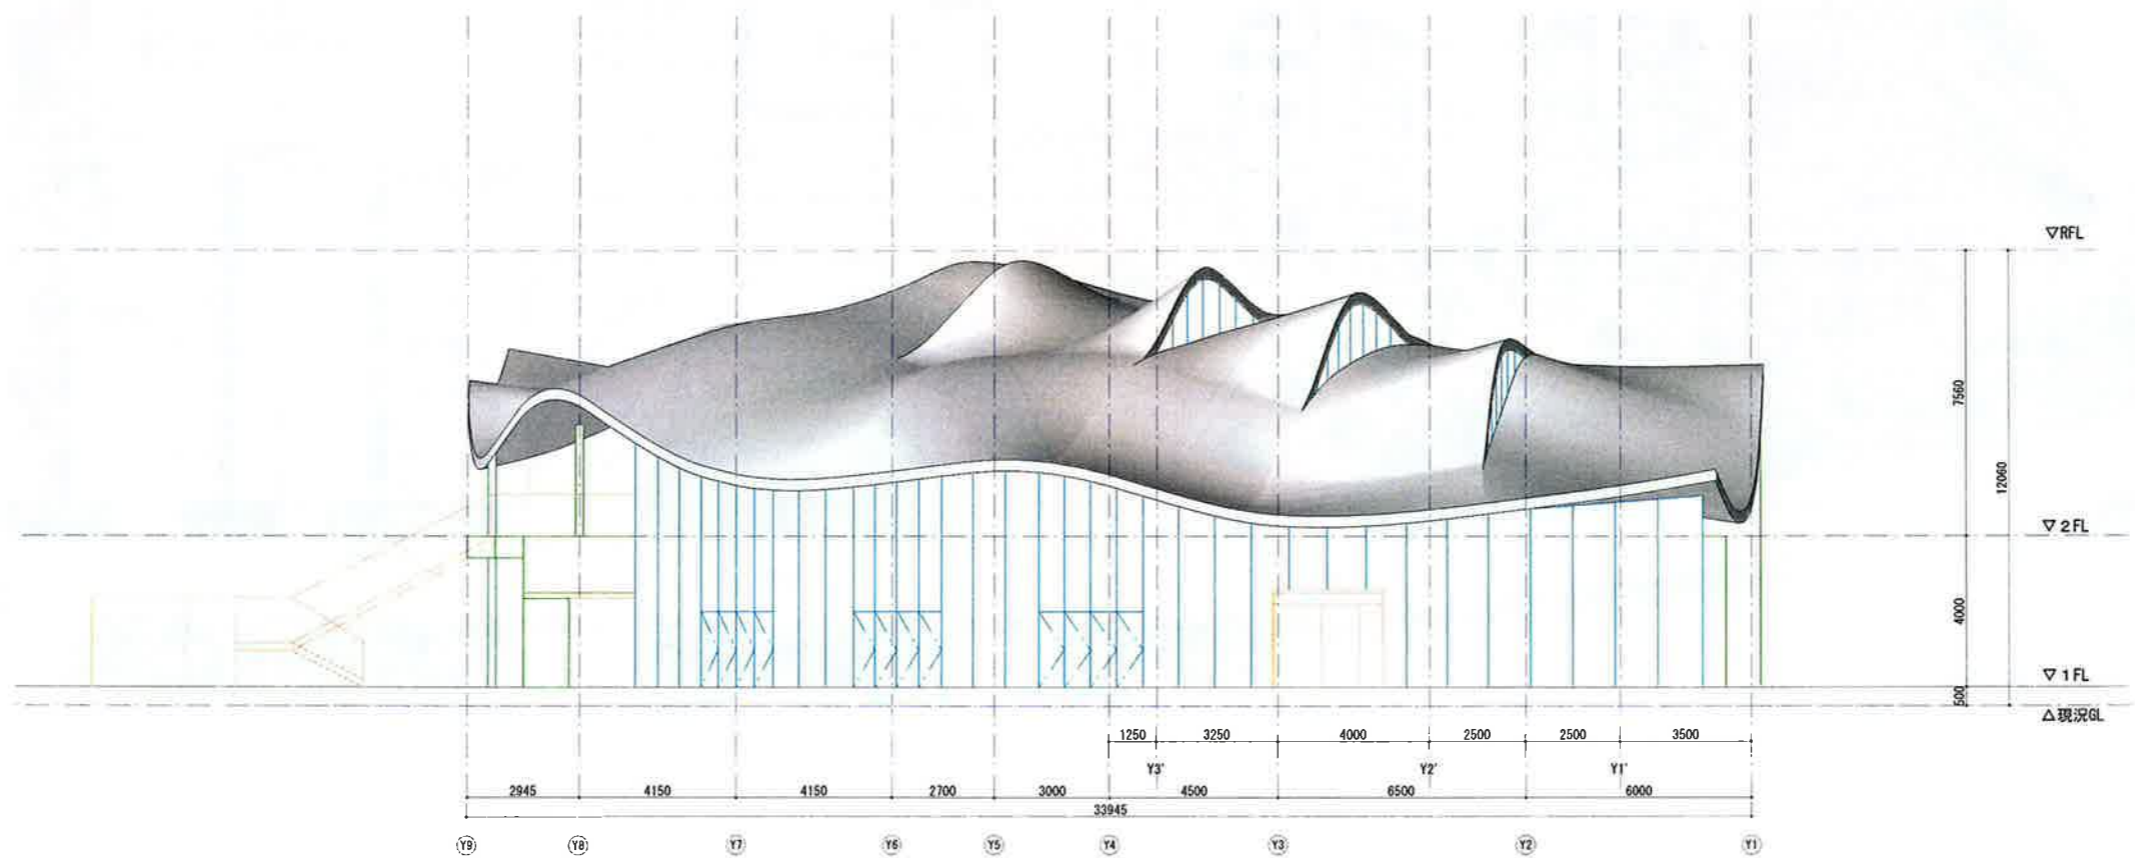 ▽RFL
7560
12060
▽2FL
4000
▽1FL
500
△現況GL
1250 3250 4000 2500 2500 3500
Y3' Y2' Y1'
2945 4150 4150 2700 3000 4500 6500 6000
33945
Y9 Y8 Y7 Y6 Y5 Y4 Y3 Y2 Y1